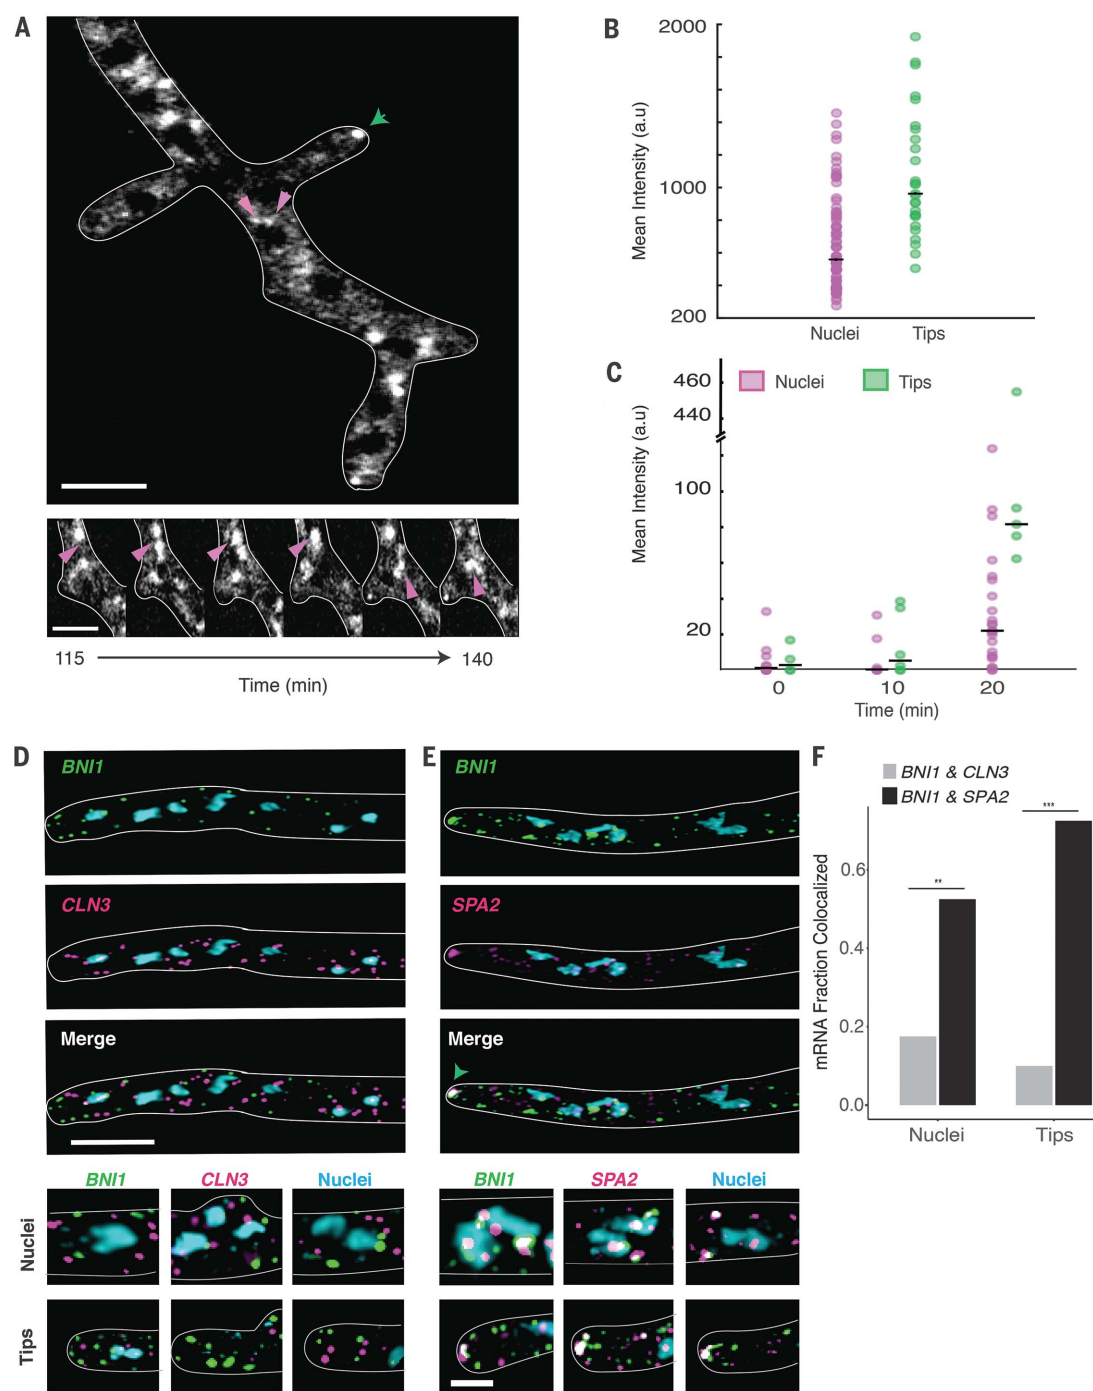 A
115
140
Time (min)
B
2000
1000
200
Mean Intensity (a.u)
Nuclei
Tips
C
460
440
100
20
Mean Intensity (a.u)
Nuclei
Tips
0
10
20
Time (min)
D
BNI1
CLN3
Merge
BNI1
CLN3
Nuclei
Nuclei
Tips
E
BNI1
SPA2
Merge
BNI1
SPA2
Nuclei
F
BNI1 & CLN3
BNI1 & SPA2
mRNA Fraction Colocalized
0.6
0.4
0.2
0.0
**
***
Nuclei
Tips